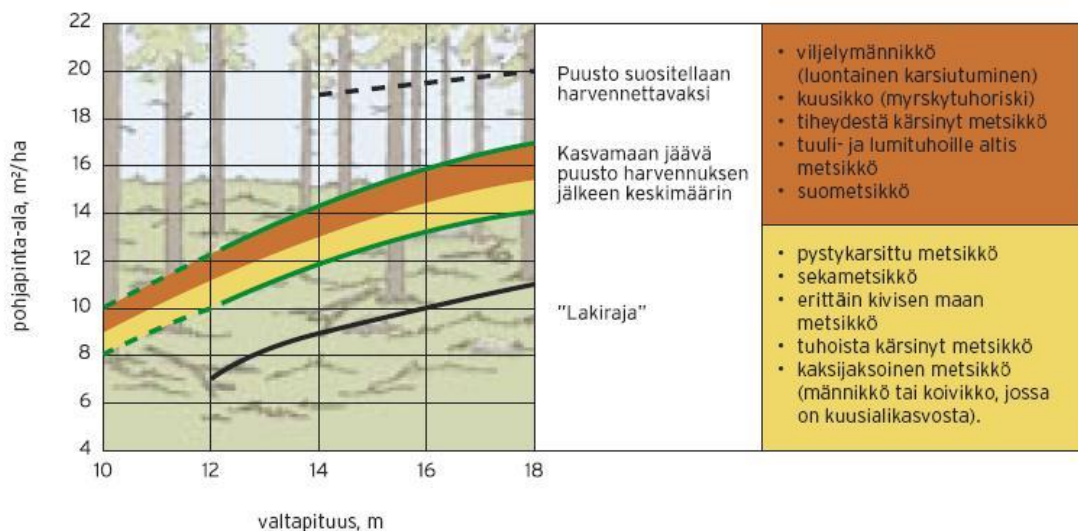 22
20
18
16
14
12
10
8
6
4
pohjapinta-ala, m²/ha
10
12
14
16
18
valtapituus, m
Puusto suositellaan
harvennettavaksi
Kasvamaan jäävä
puusto harvennuksen
jälkeen keskimäärin
"Lakiraja"
• viljelymännikkö
(luontainen karsiutuminen)
• kuusikko (myrskytuhoriski)
• tiheydestä kärsinyt metsikkö
• tuuli- ja lumituhoille altis
metsikkö
• suometsikkö
• pystykarsittu metsikkö
• sekametsikkö
• erittäin kivisen maan
metsikkö
• tuhoista kärsinyt metsikkö
• kaksijaksoinen metsikkö
(männikkö tai koivikko, jossa
on kuusialikasvosta).